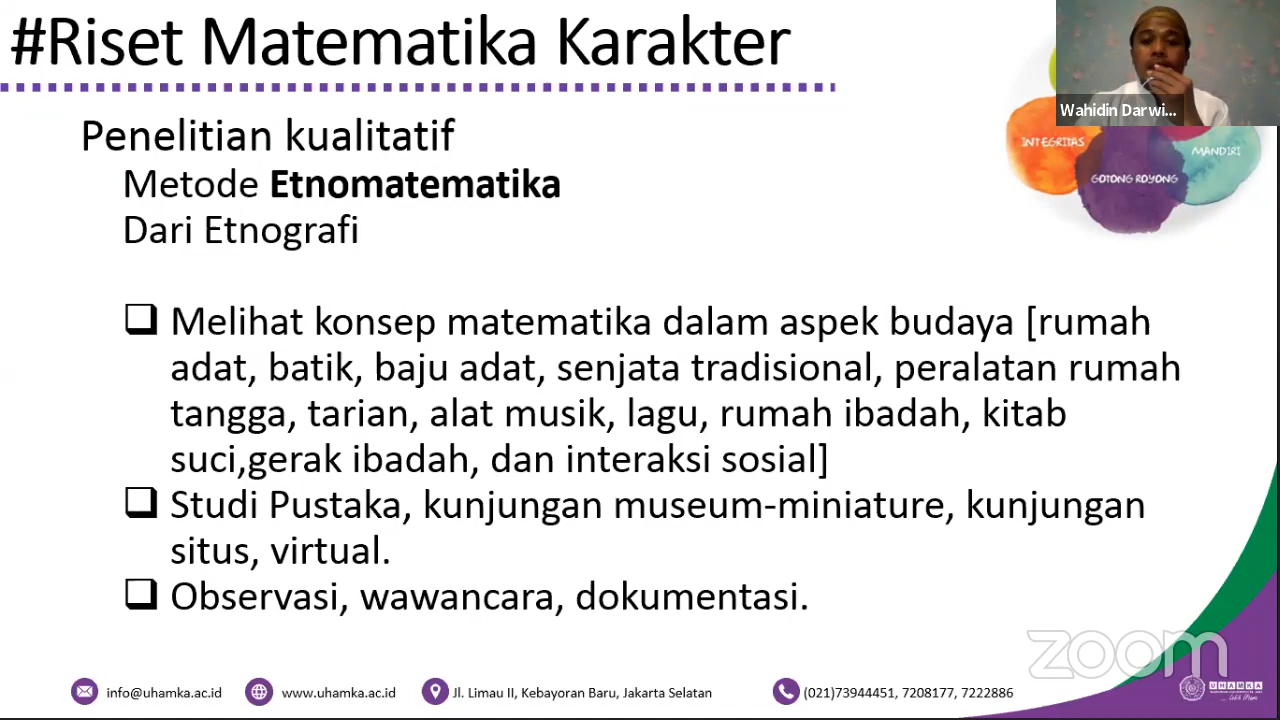 #Riset Matematika Karakter
Wahidin Darwi...
INTEGRITAS
MANDIRI
GOTONG ROYONG
Penelitian kualitatif
Metode Etnomatematika
Dari Etnografi
Melihat konsep matematika dalam aspek budaya [rumah
adat, batik, baju adat, senjata tradisional, peralatan rumah
tangga, tarian, alat musik, lagu, rumah ibadah, kitab
suci,gerak ibadah, dan interaksi sosial]
Studi Pustaka, kunjungan museum-miniature, kunjungan
situs, virtual.
Observasi, wawancara, dokumentasi.
zoom
info@uhamka.ac.id
www.uhamka.ac.id
Jl. Limau II, Kebayoran Baru, Jakarta Selatan
(021)73944451, 7208177, 7222886
UHAMKA